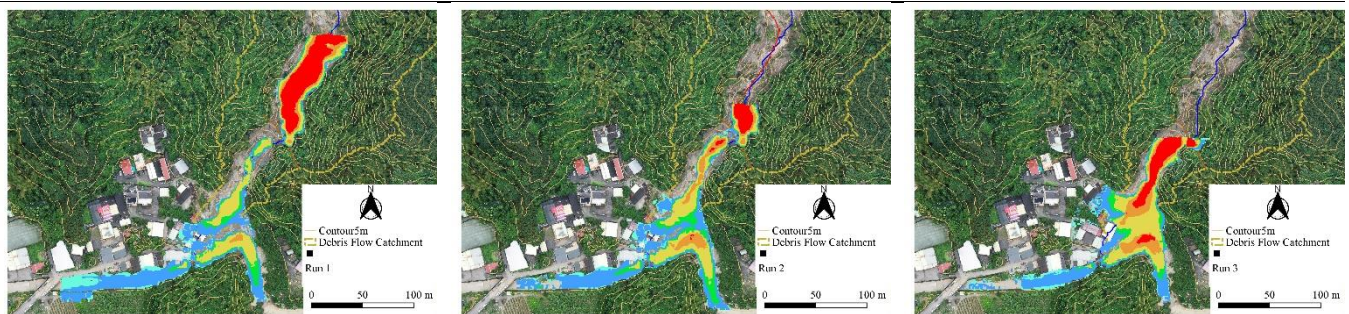 N
Contour5m
Debris Flow Catchment
Run 1
0 50 100 m
N
Contour5m
Debris Flow Catchment
Run 2
0 50 100 m
N
Contour5m
Debris Flow Catchment
Run 3
0 50 100 m